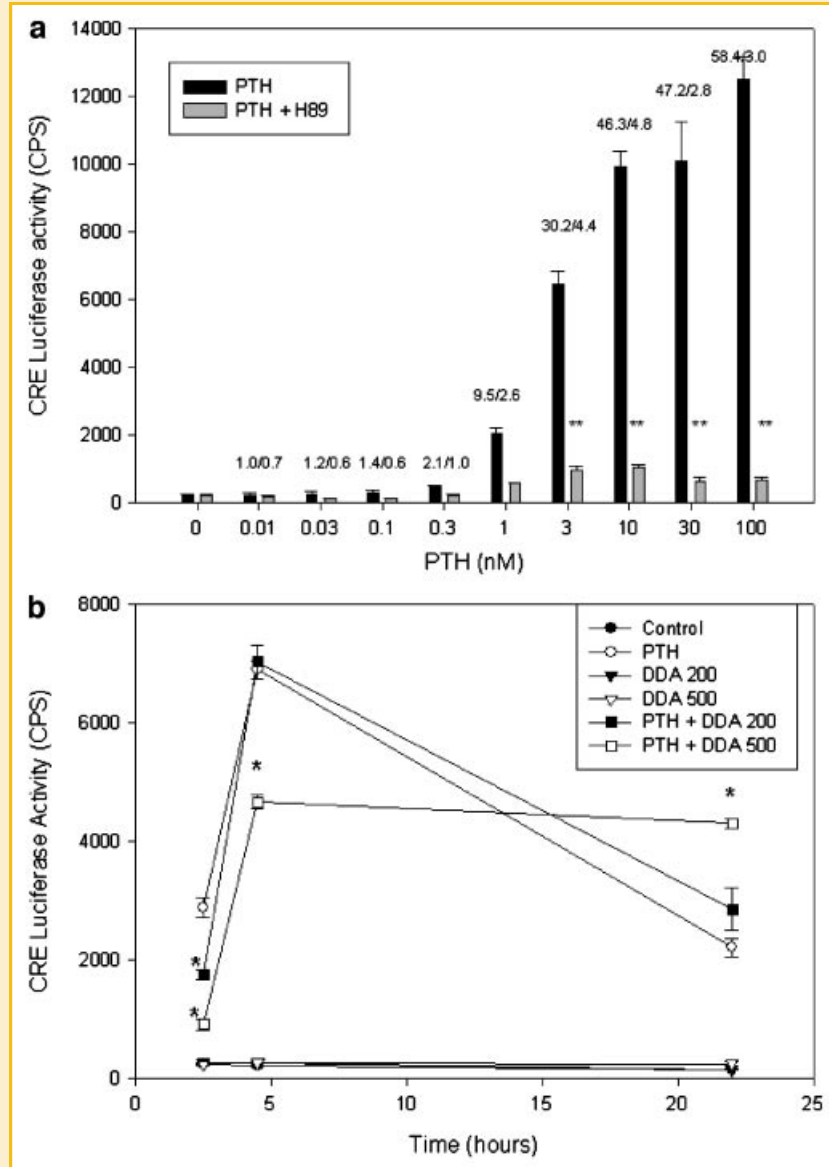 a
14000
12000
10000
8000
6000
4000
2000
0
CRE Luciferase activity (CPS)
PTH
PTH + H89
1.0/0.7
1.2/0.6
1.4/0.6
2.1/1.0
9.5/2.6
30.2/4.4
46.3/4.8
47.2/2.8
58.4/3.0
** ** ** **
0 0.01 0.03 0.1 0.3 1 3 10 30 100
PTH (nM)
b
8000
6000
4000
2000
0
CRE Luciferase Activity (CPS)
Control
PTH
DDA 200
DDA 500
PTH + DDA 200
PTH + DDA 500
* *
*
*
0 5 10 15 20 25
Time (hours)